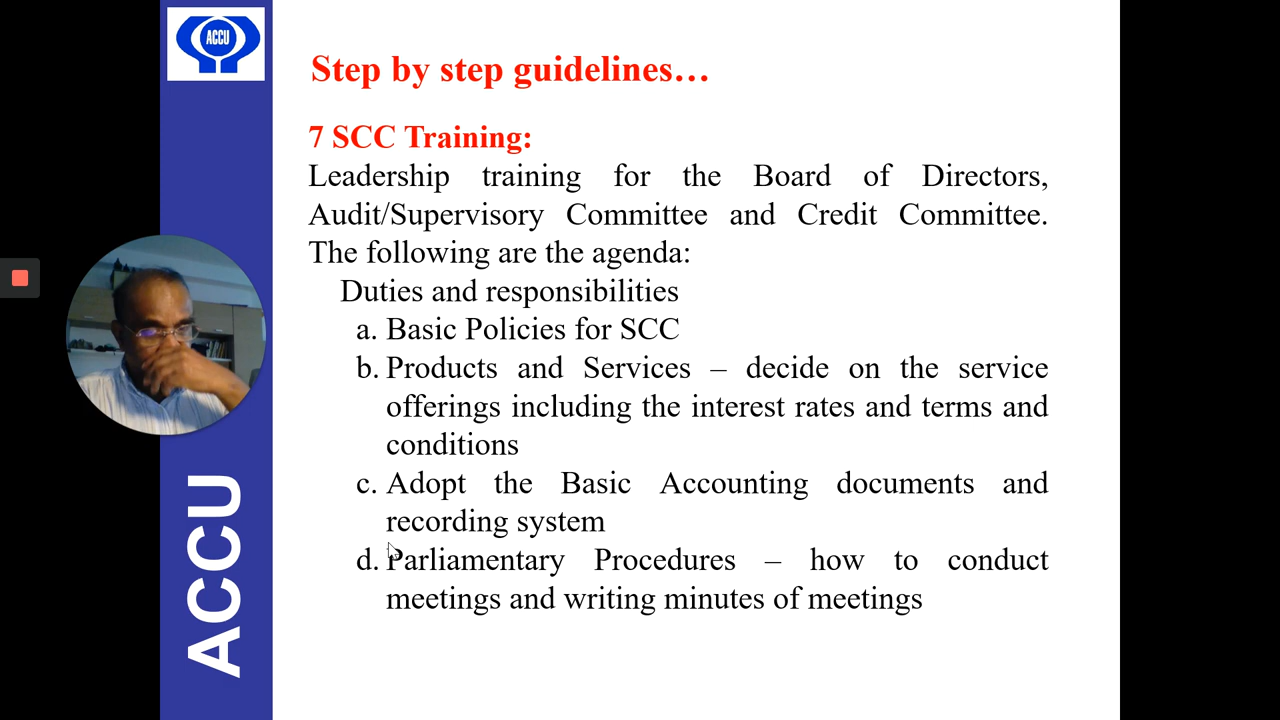 ACCU
Step by step guidelines…
7 SCC Training:
Leadership training for the Board of Directors,
Audit/Supervisory Committee and Credit Committee.
The following are the agenda:
Duties and responsibilities
a. Basic Policies for SCC
b. Products and Services – decide on the service
offerings including the interest rates and terms and
conditions
c. Adopt the Basic Accounting documents and
recording system
d. Parliamentary Procedures – how to conduct
meetings and writing minutes of meetings
ACCU